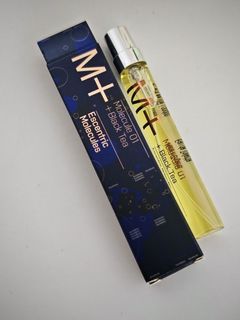 M+
Molecule 01
+ Black Tea
Escentric
Molecules
M+
Molecule 01
+ Black Tea